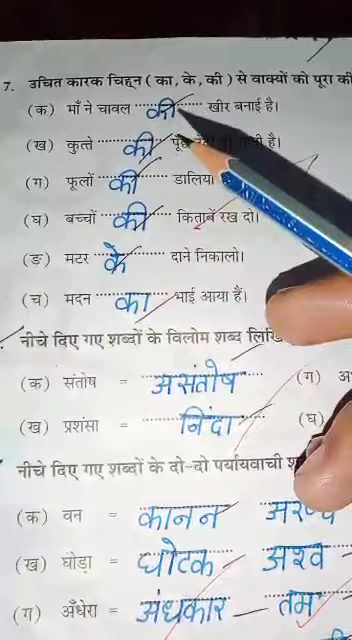 7. उचित कारक चिह्न ( का, के, की ) से वाक्यों को पूरा की
(क) माँ ने चावल की खीर बनाई है।
(ख) कुत्ते की पूँछ
(ग) फूलों की डालिया
(घ) बच्चों की किताबें रख दो।
(ङ) मटर के दाने निकालो।
(च) मदन का भाई आया है।
नीचे दिए गए शब्दों के विलोम शब्द लिखि
(क) संतोष = असंतोष (ग) अ
(ख) प्रशंसा = निंदा (घ)
नीचे दिए गए शब्दों के दो-दो पर्यायवाची श
(क) वन = कानन अरण्य
(ख) घोड़ा = घोटक अश्व
(ग) अँधेरा = अंधकार तम